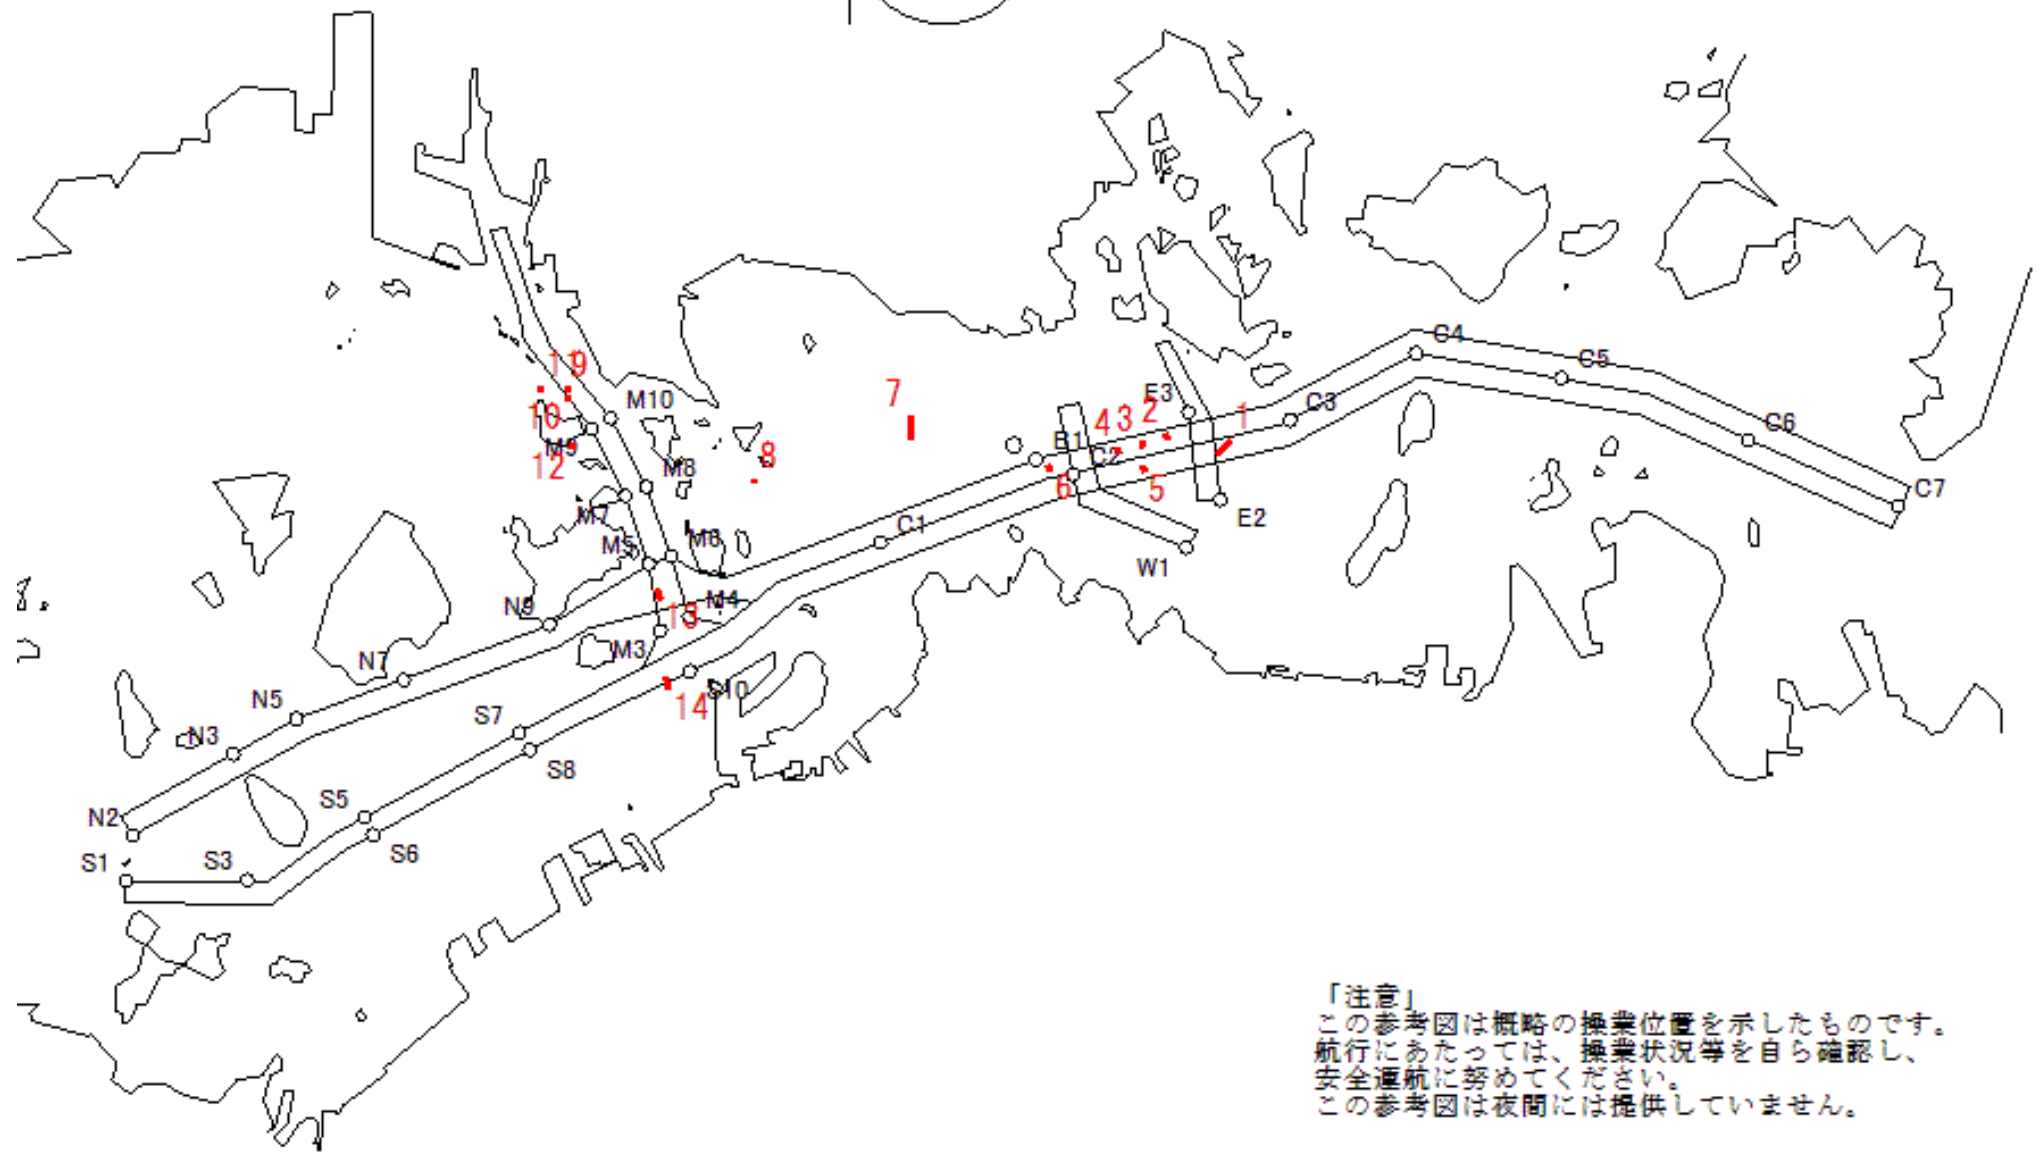 C4
C5
1 1 9
M10
7
E3
4 3 2
1
C3
C6
10
M9
B1
C2
8
12
M8
6
5
C7
M7
C1
E2
M5
M6
W1
N9
M4
13
M3
N7
N5
S10
14
N3
S7
S8
N2
S5
S1
S3
S6
「注意」
この参考図は概略の操業位置を示したものです。
航行にあたっては、操業状況等を自ら確認し、
安全運航に努めてください。
この参考図は夜間には提供していません。